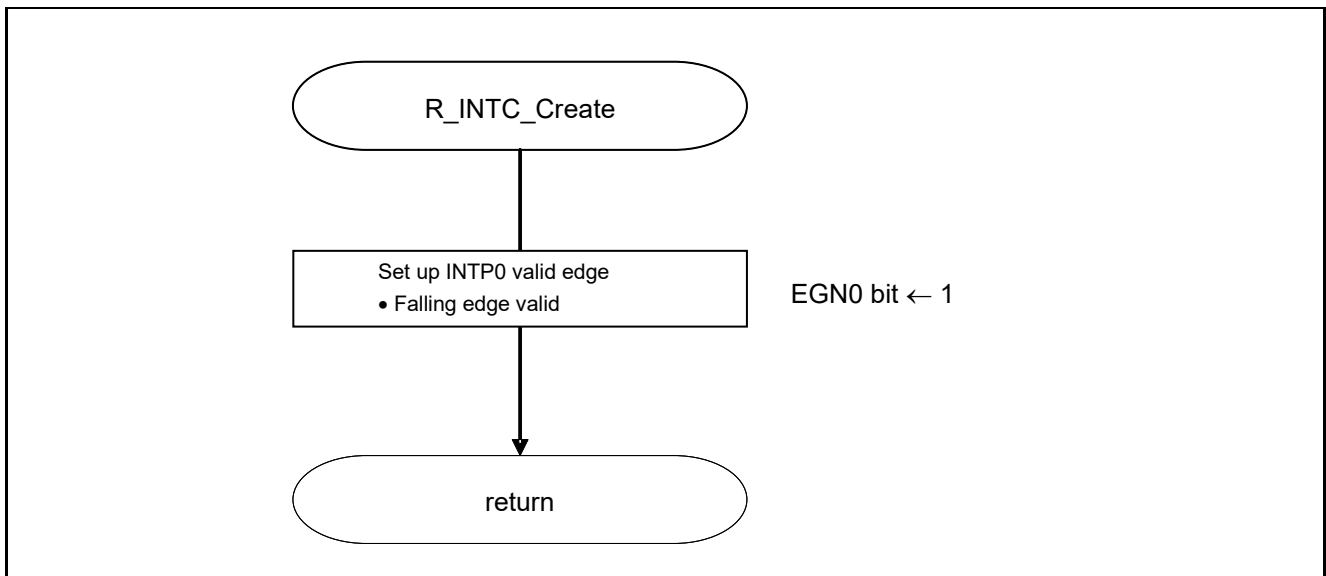 R_INTC_Create
Set up INTP0 valid edge
• Falling edge valid
EGN0 bit ← 1
return